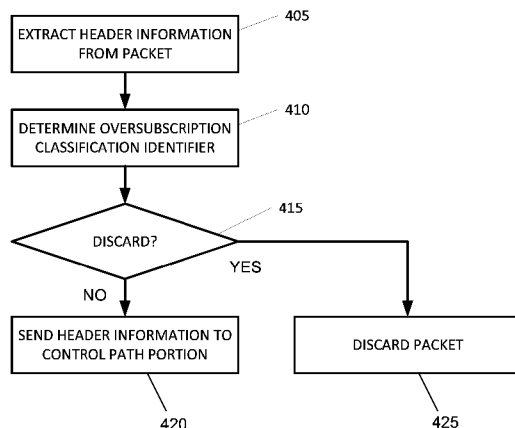 405
EXTRACT HEADER INFORMATION
FROM PACKET
410
DETERMINE OVERSUBSCRIPTION
CLASSIFICATION IDENTIFIER
415
DISCARD?
YES
NO
SEND HEADER INFORMATION TO
CONTROL PATH PORTION
DISCARD PACKET
420
425